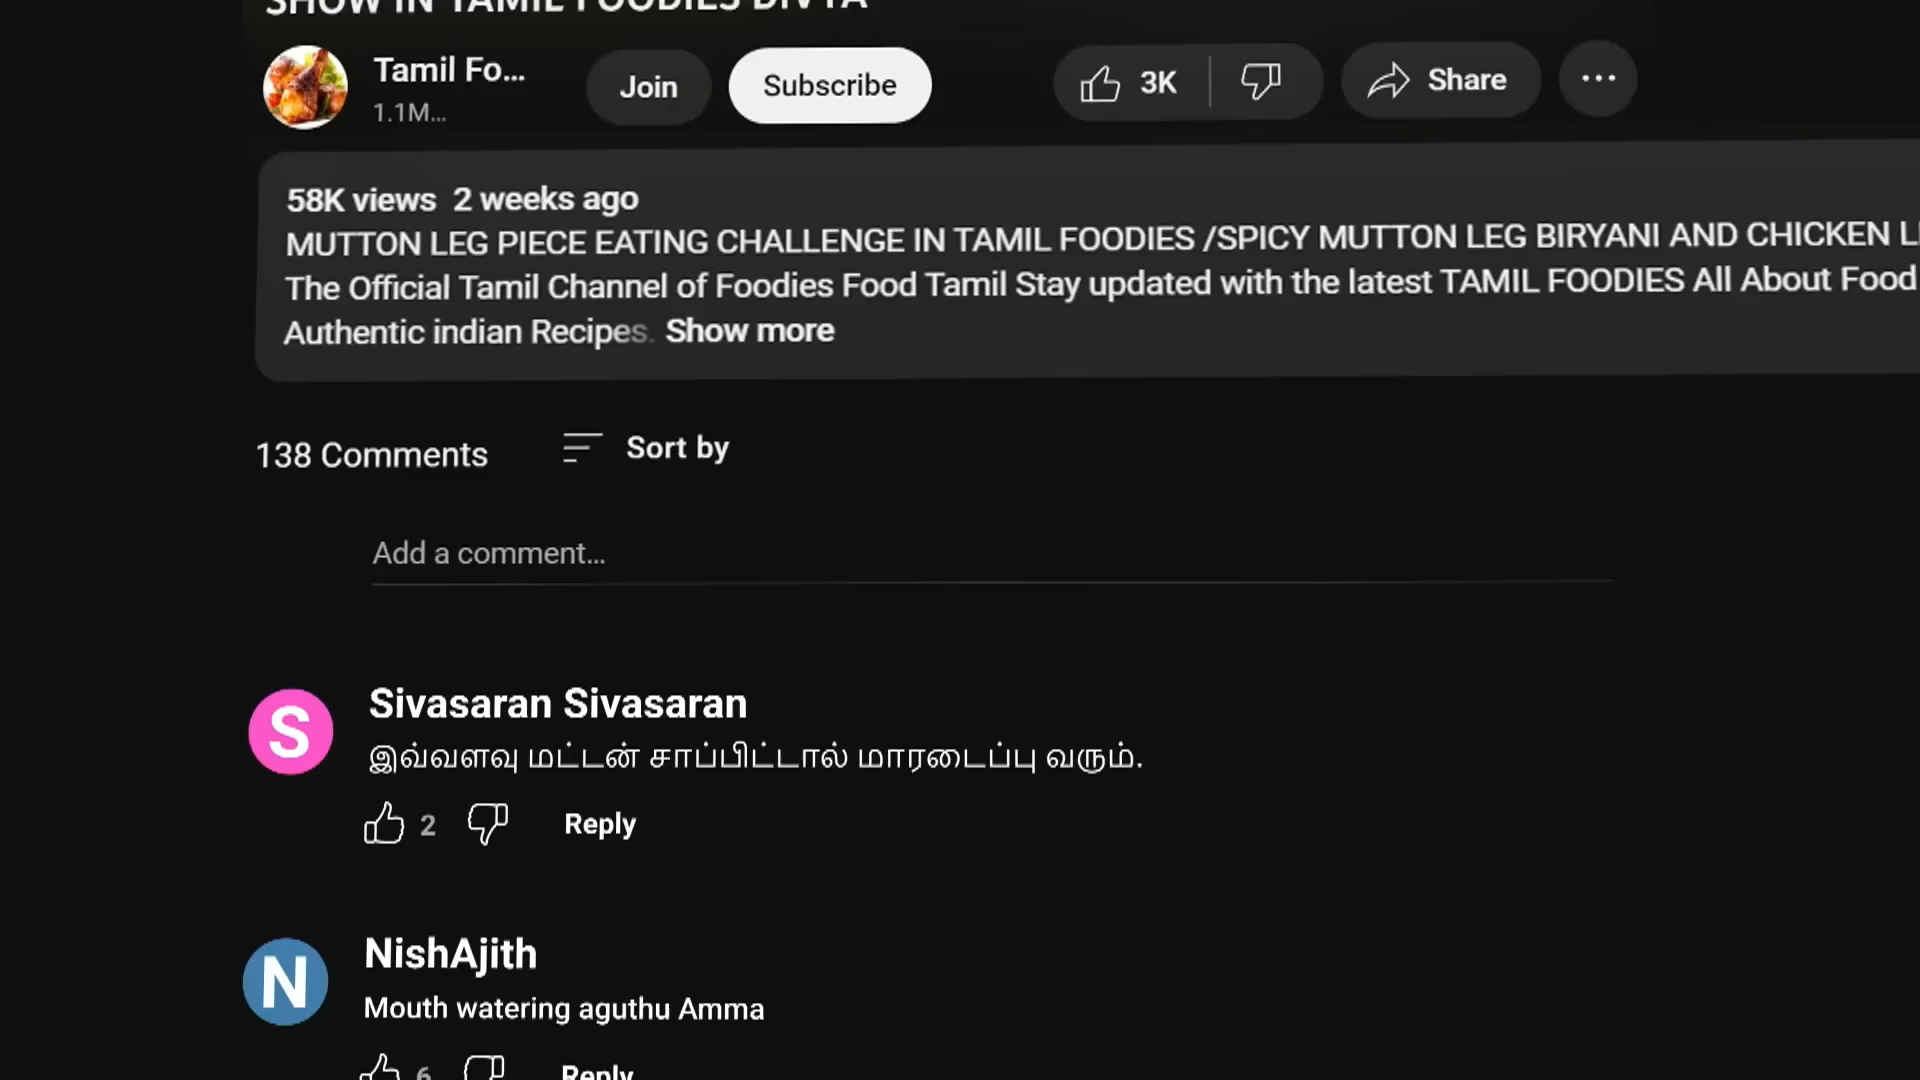 SHOW IN TAMIL FOODIES DIVYA
Tamil Fo...
1.1M...
Join
Subscribe
3K
Share
58K views 2 weeks ago
MUTTON LEG PIECE EATING CHALLENGE IN TAMIL FOODIES /SPICY MUTTON LEG BIRYANI AND CHICKEN
The Official Tamil Channel of Foodies Food Tamil Stay updated with the latest TAMIL FOODIES All About Food
Authentic indian Recipes. Show more
138 Comments
Sort by
Add a comment...
S
Sivasaran Sivasaran
இவ்வளவு மட்டன் சாப்பிட்டால் மாரடைப்பு வரும்.
2
Reply
N
NishAjith
Mouth watering aguthu Amma
6
Reply